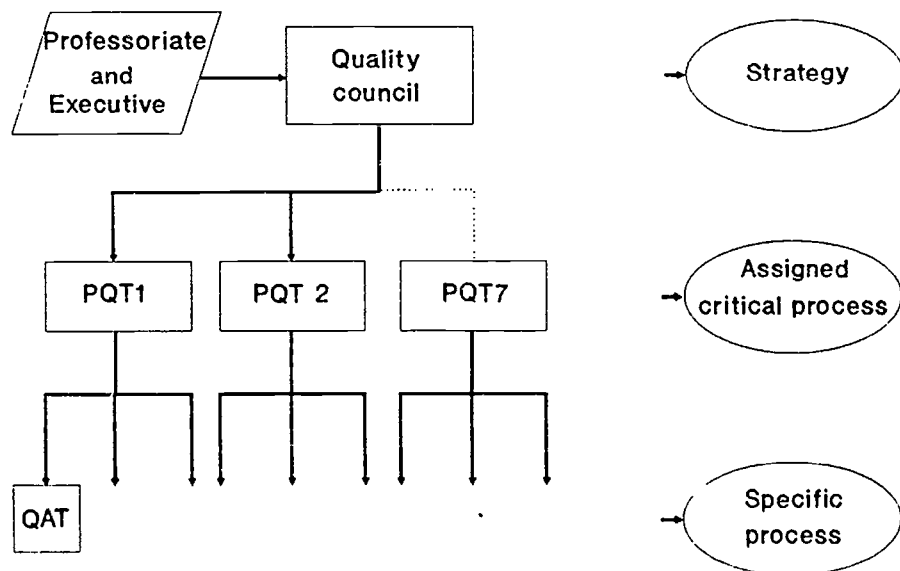 Professoriate
and
Executive
Quality
council
Strategy
PQT1
PQT 2
PQT7
Assigned
critical process
QAT
Specific
process